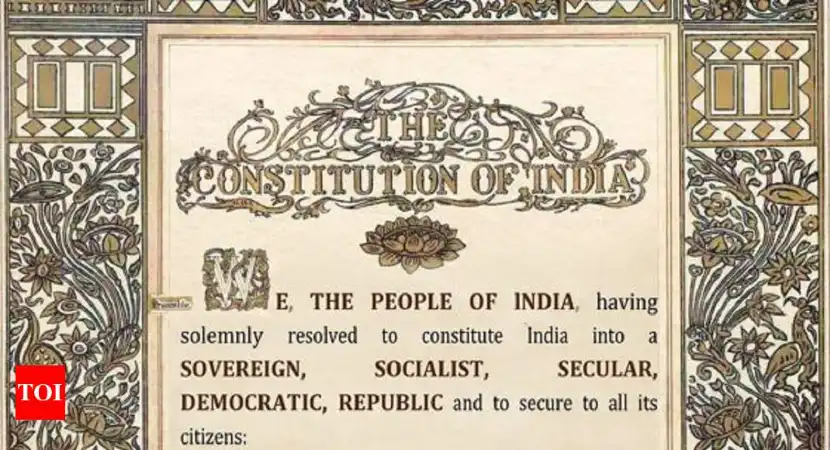 THE
CONSTITUTION OF INDIA
WE, THE PEOPLE OF INDIA, having
solemnly resolved to constitute India into a
SOVEREIGN, SOCIALIST, SECULAR,
DEMOCRATIC, REPUBLIC and to secure to all its
citizens:
TOI